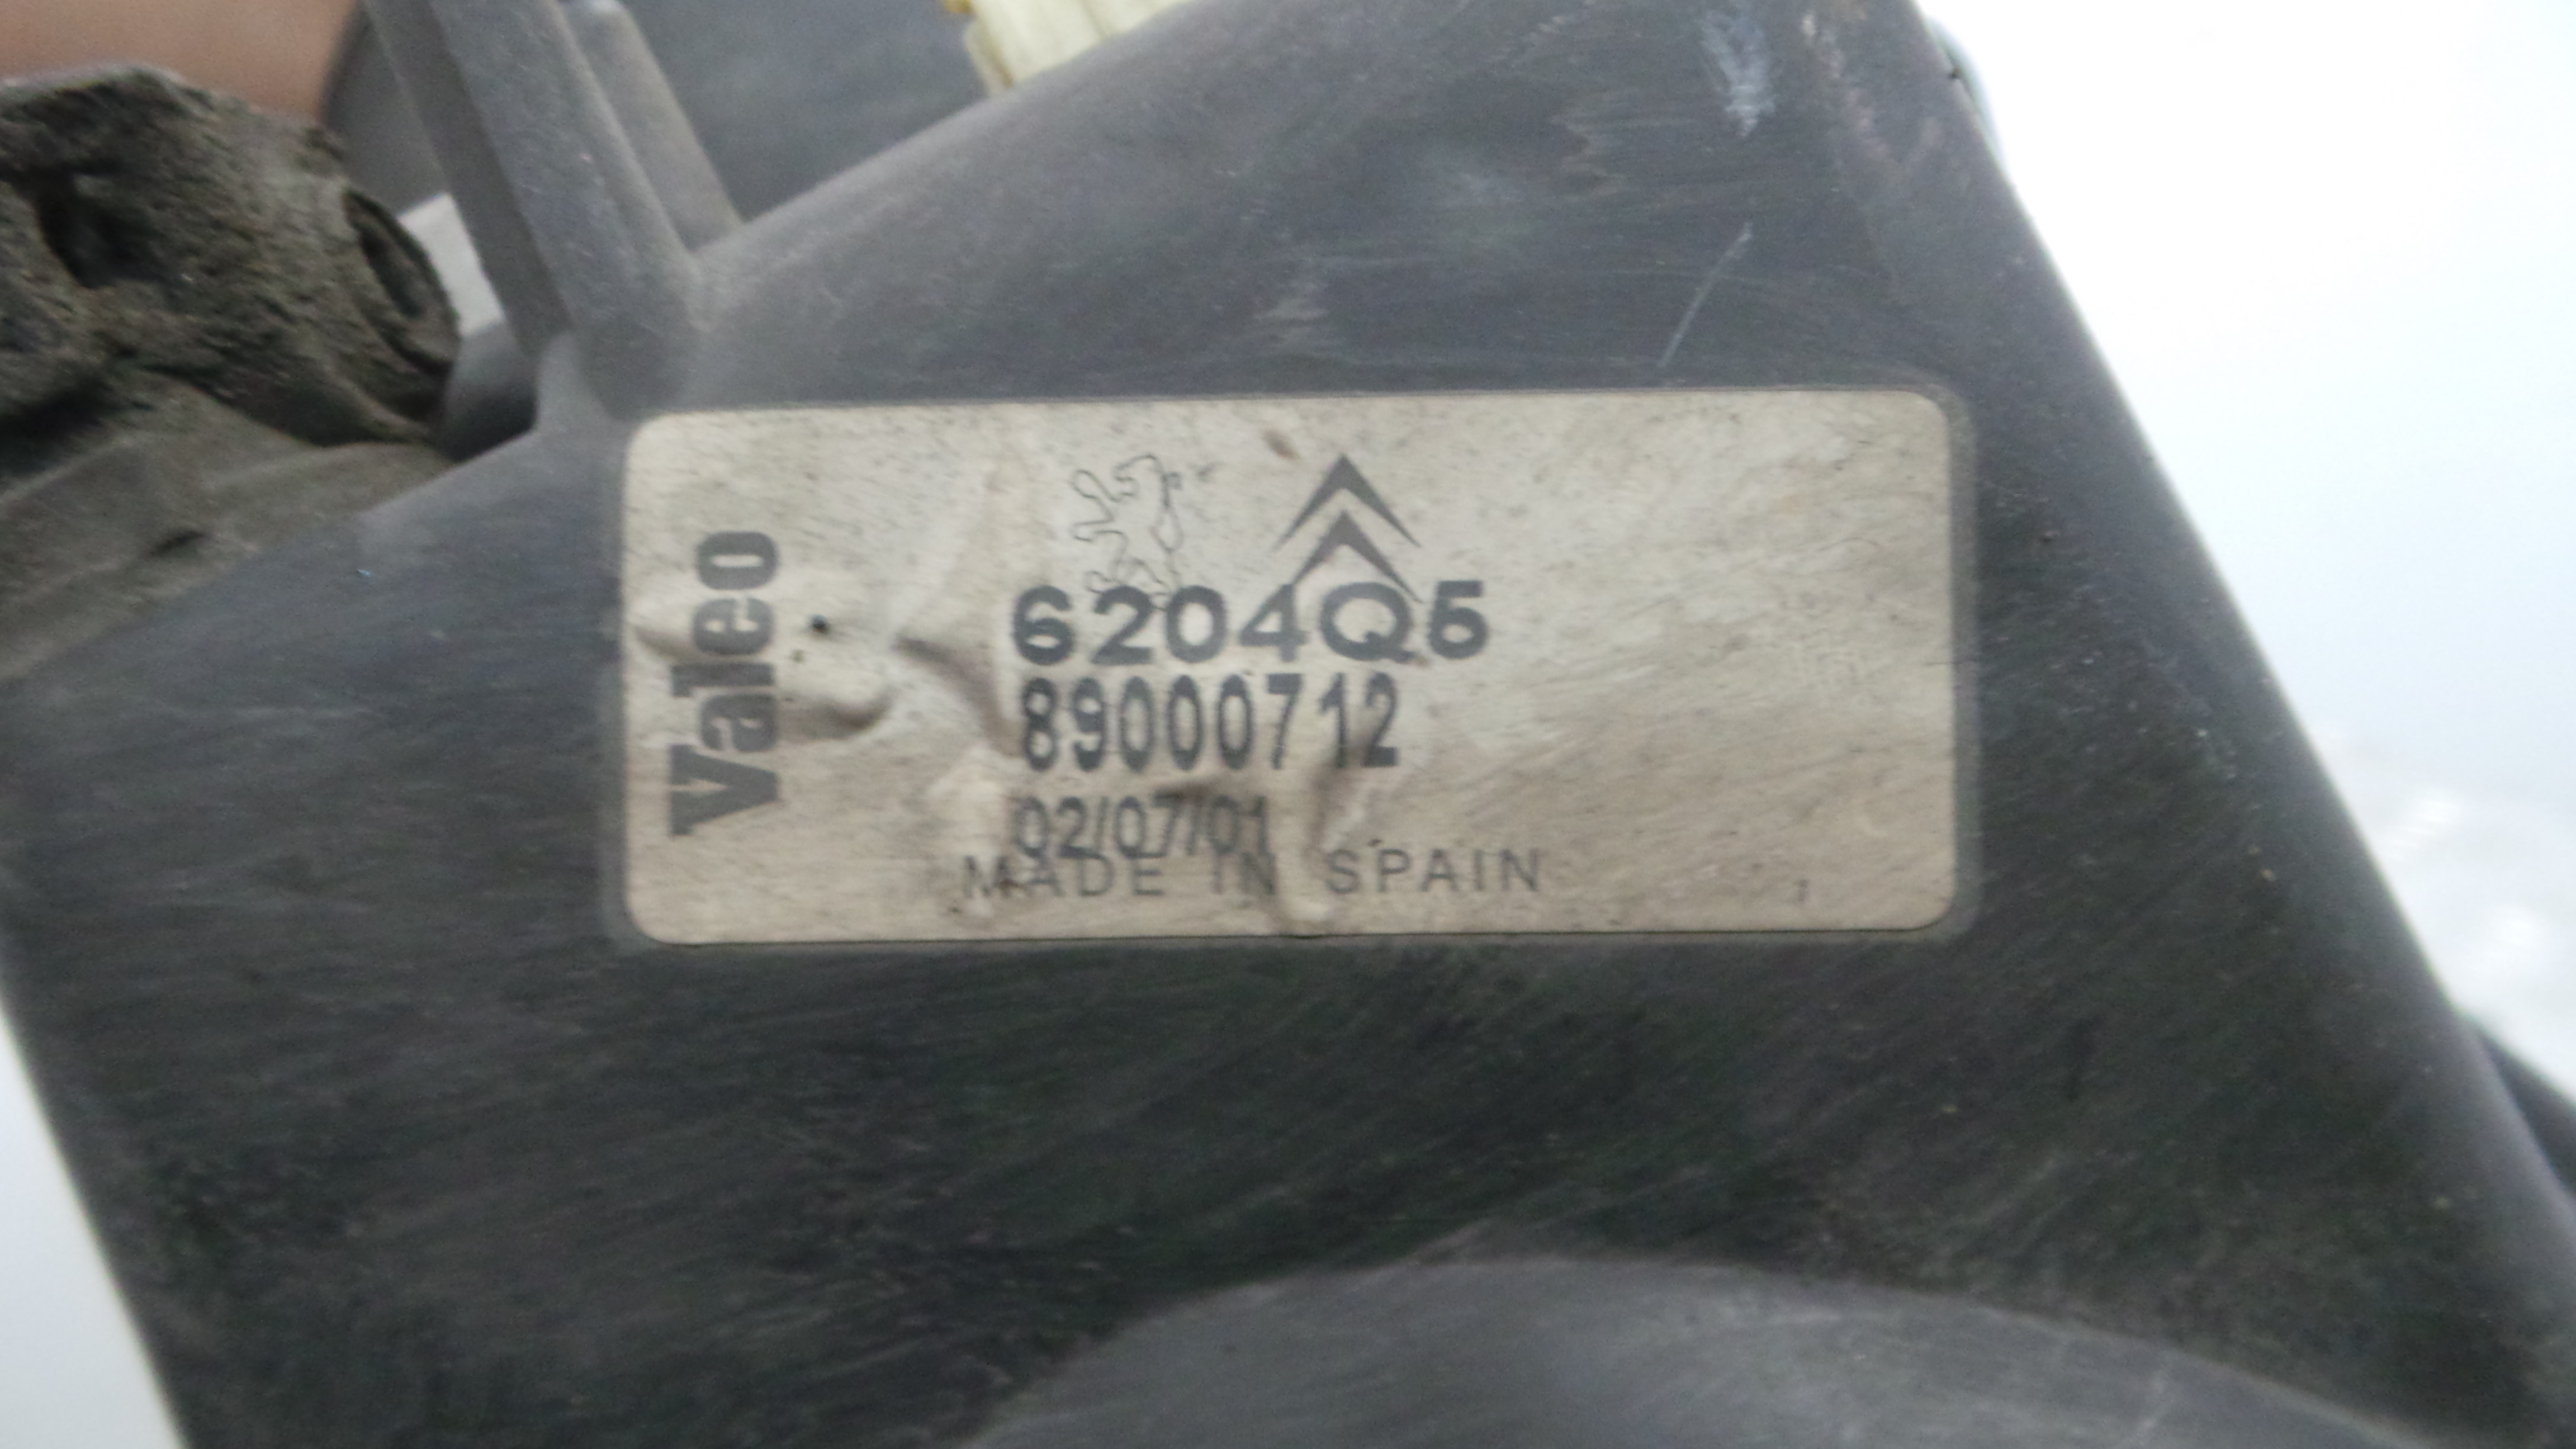 Valeo
6204Q5
89000712
02/07/01
MADE IN SPAIN